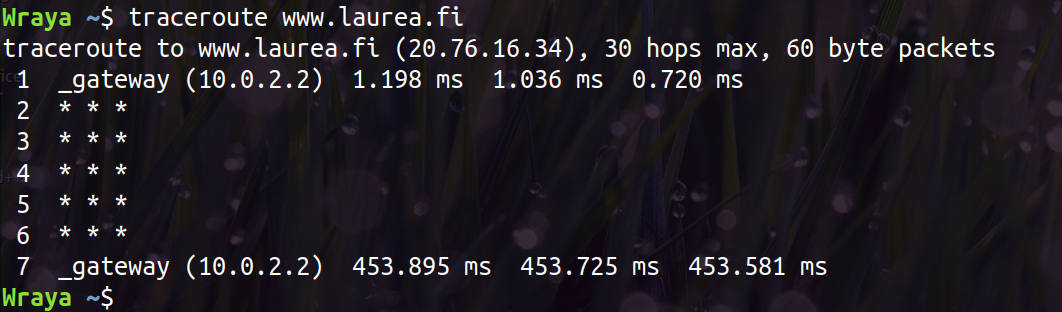 Wraya ~$ traceroute www.laurea.fi
traceroute to www.laurea.fi (20.76.16.34), 30 hops max, 60 byte packets
1 _gateway (10.0.2.2) 1.198 ms 1.036 ms 0.720 ms
2 * * *
3 * * *
4 * * *
5 * * *
6 * * *
7 _gateway (10.0.2.2) 453.895 ms 453.725 ms 453.581 ms
Wraya ~$